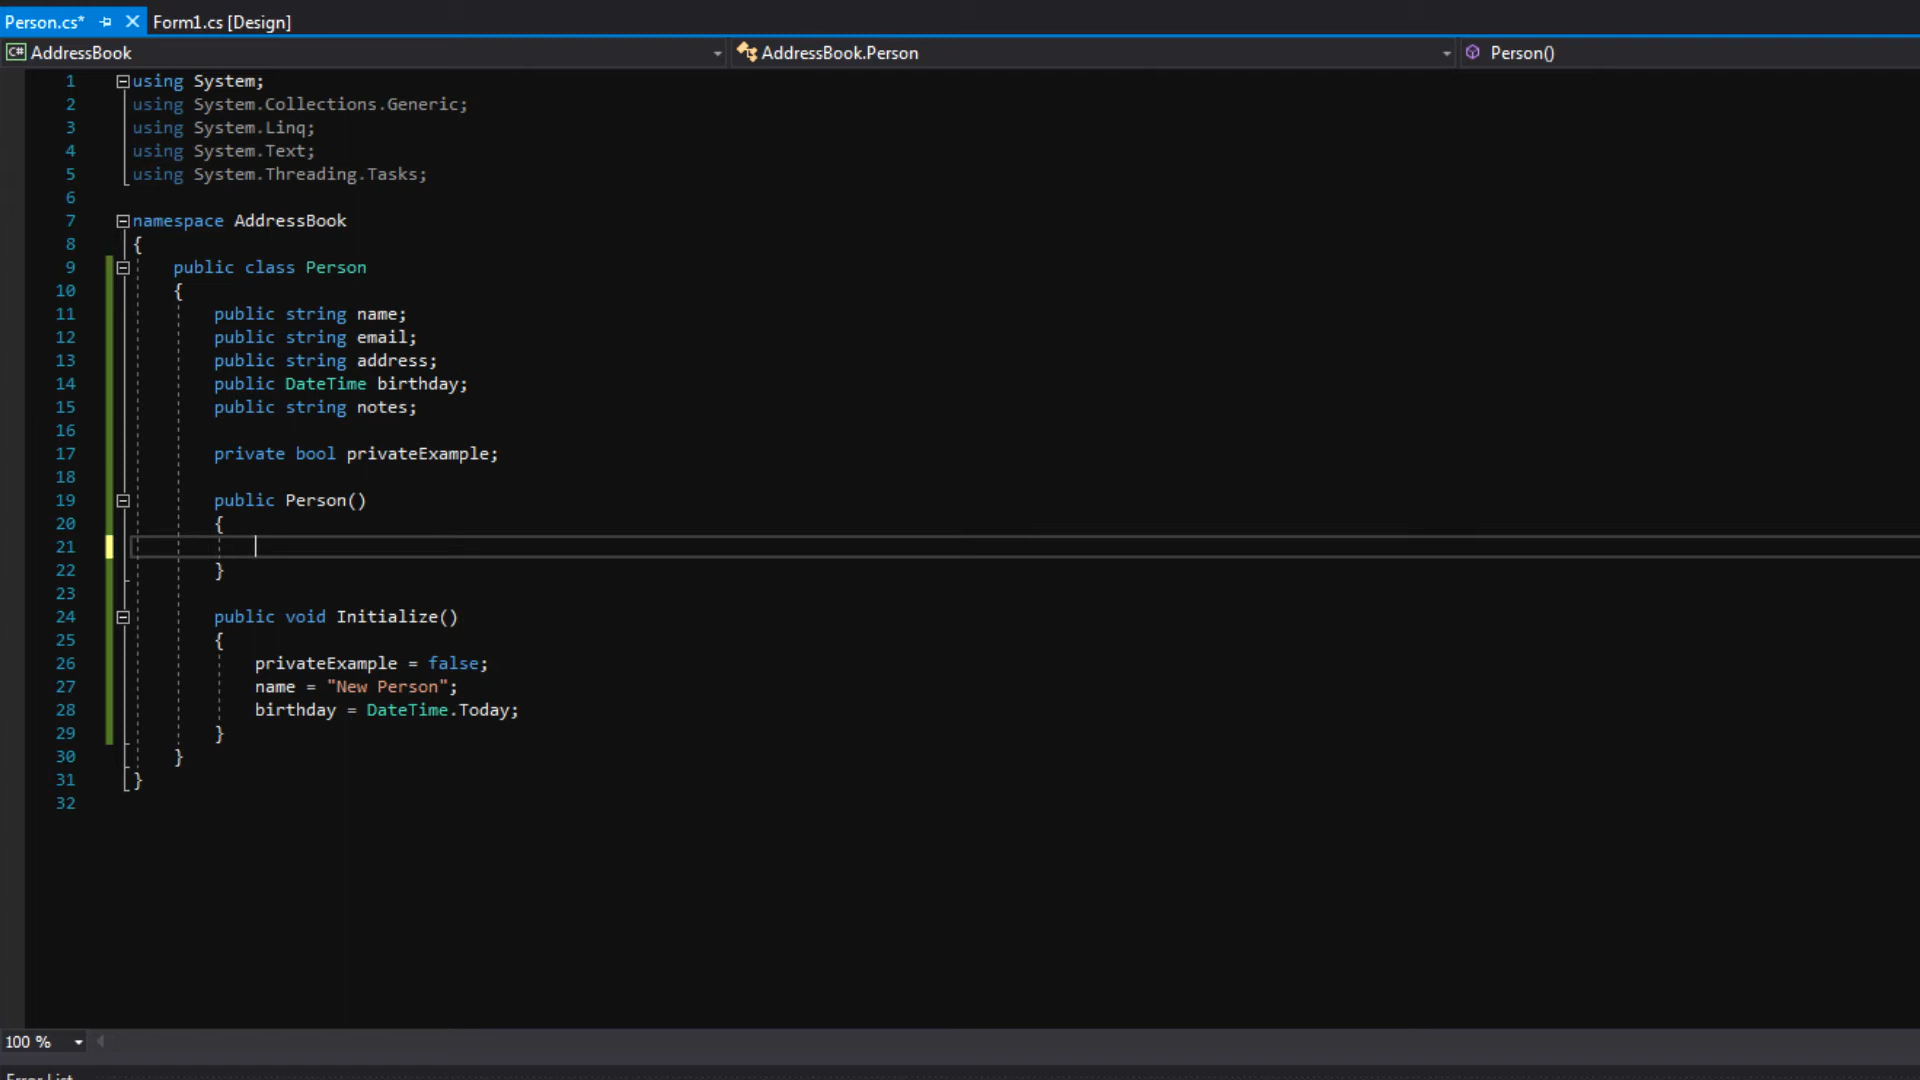 Person.cs* Form1.cs [Design]
C# AddressBook AddressBook.Person Person()
1 using System;
2 using System.Collections.Generic;
3 using System.Linq;
4 using System.Text;
5 using System.Threading.Tasks;
6
7 namespace AddressBook
8 {
9 public class Person
10 {
11 public string name;
12 public string email;
13 public string address;
14 public DateTime birthday;
15 public string notes;
16
17 private bool privateExample;
18
19 public Person()
20 {
21
22 }
23
24 public void Initialize()
25 {
26 privateExample = false;
27 name = "New Person";
28 birthday = DateTime.Today;
29 }
30 }
31 }
32
100 %
Error List